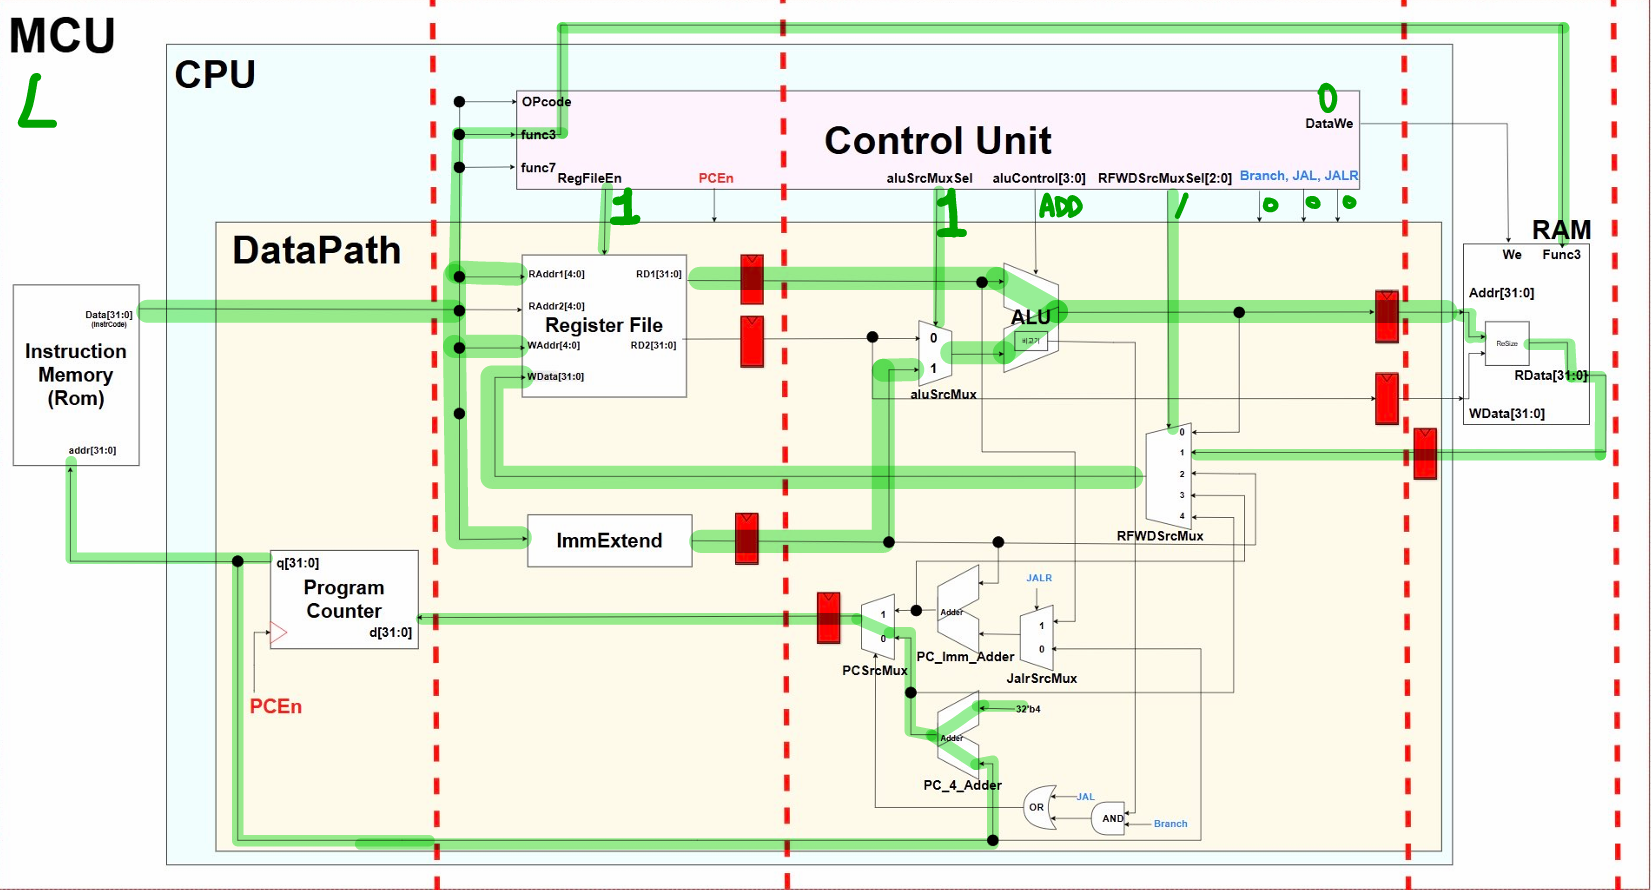 MCU
L
CPU
OPcode
func3
func7
Control Unit
0
DataWe
RegFileEn
PCEn
aluSrcMuxSel
aluControl[3:0]
RFWDSrcMuxSel[2:0]
Branch, JAL, JALR
1
1
ADD
1
0
0
0
DataPath
RAM
We
Func3
Addr[31:0]
ReSize
RData[31:0]
WData[31:0]
Data[31:0]
(InstrCode)
Instruction
Memory
(Rom)
addr[31:0]
RAddr1[4:0]
RD1[31:0]
RAddr2[4:0]
Register File
WAddr[4:0]
RD2[31:0]
WData[31:0]
0
1
aluSrcMux
ALU
0
1
2
3
4
RFWDSrcMux
ImmExtend
q[31:0]
Program
Counter
d[31:0]
PCEn
1
0
PCSrcMux
Adder
PC_Imm_Adder
JALR
1
0
JalrSrcMux
32'b4
Adder
PC_4_Adder
OR
JAL
AND
Branch